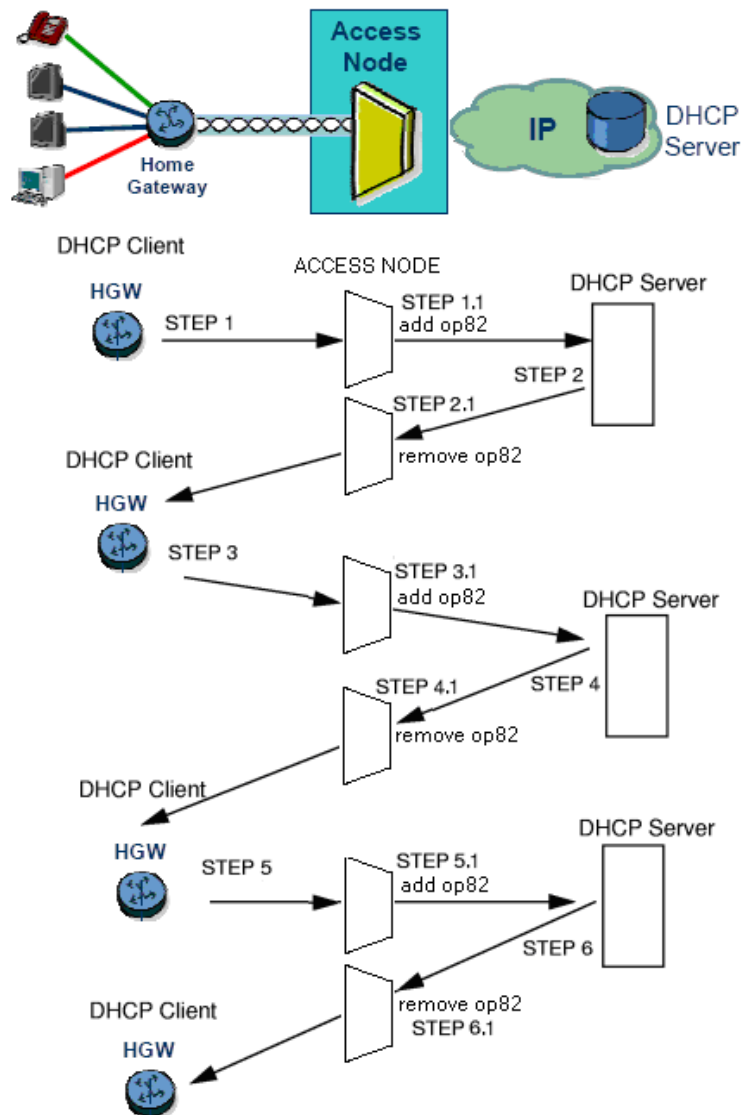 Access
Node
IP
DHCP
Server
Home
Gateway
DHCP Client
ACCESS NODE
DHCP Server
HGW
STEP 1
STEP 1.1
add op82
STEP 2
STEP 2.1
remove op82
DHCP Client
HGW
STEP 3
STEP 3.1
add op82
DHCP Server
STEP 4
STEP 4.1
remove op82
DHCP Client
DHCP Server
HGW
STEP 5
STEP 5.1
add op82
STEP 6
remove op82
STEP 6.1
DHCP Client
HGW